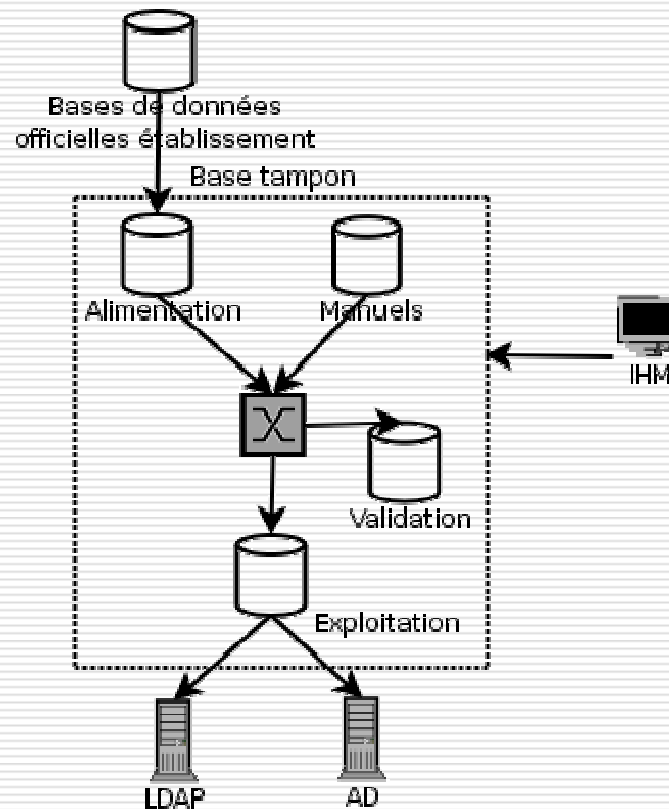 Bases de données
officielles établissement
Base tampon
Alimentation
Manuels
IHM
Validation
Exploitation
LDAP
AD